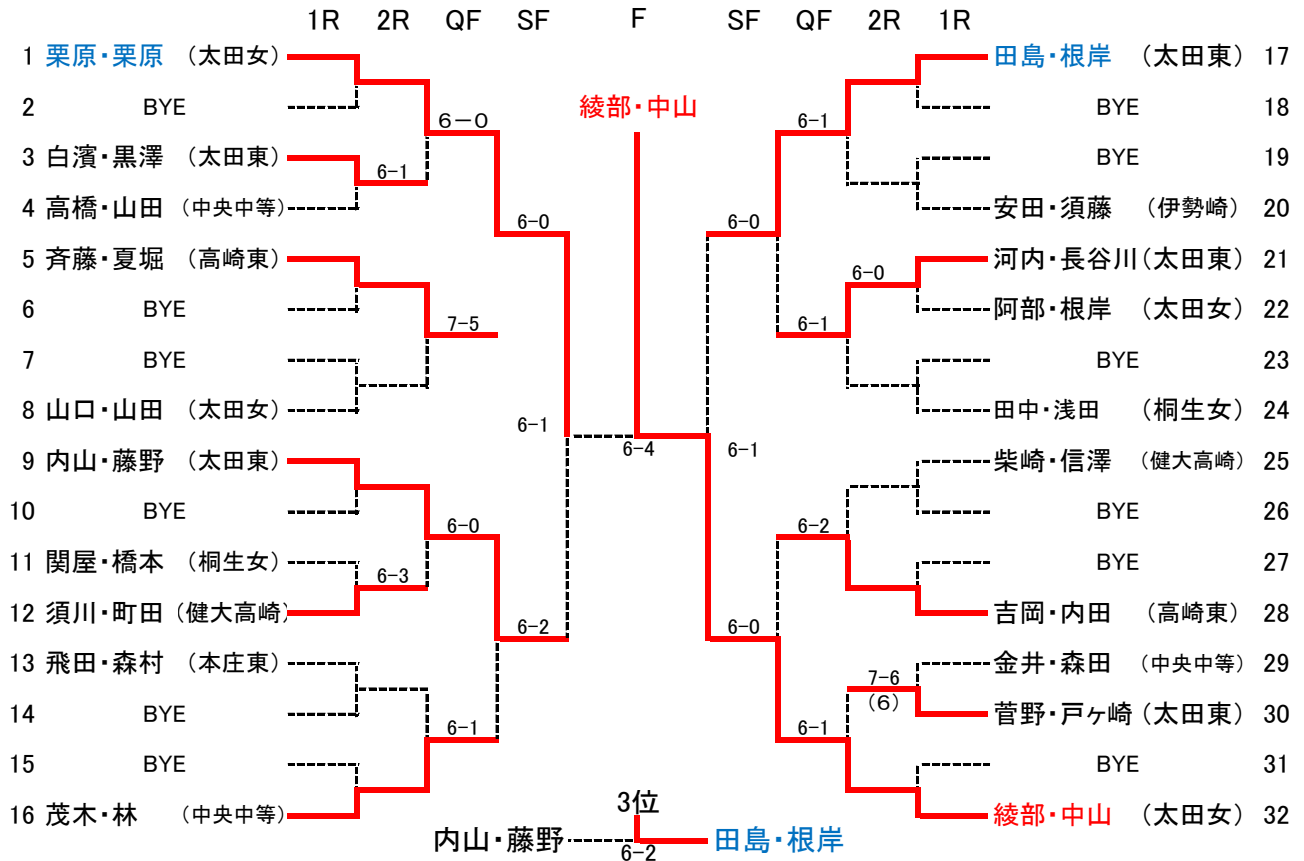 1R 2R QF SF F SF QF 2R 1R
1 栗原・栗原 (太田女) 田島・根岸 (太田東) 17
2 BYE 綾部・中山 BYE 18
6－0 6-1
3 白濱・黒澤 (太田東) BYE 19
6-1
4 高橋・山田 (中央中等) 安田・須藤 (伊勢崎) 20
6-0 6-0
5 斉藤・夏堀 (高崎東) 河内・長谷川(太田東) 21
6-0
6 BYE 阿部・根岸 (太田女) 22
7-5 6-1
7 BYE BYE 23
8 山口・山田 (太田女) 田中・浅田 (桐生女) 24
6-1 6-4 6-1
9 内山・藤野 (太田東) 柴崎・信澤 (健大高崎) 25
10 BYE BYE 26
6-0 6-2
11 関屋・橋本 (桐生女) BYE 27
6-3
12 須川・町田 (健大高崎) 吉岡・内田 (高崎東) 28
6-2 6-0
13 飛田・森村 (本庄東) 金井・森田 (中央中等) 29
7-6
(6)
14 BYE 菅野・戸ヶ崎 (太田東) 30
6-1 6-1
15 BYE BYE 31
16 茂木・林 (中央中等) 綾部・中山 (太田女) 32
3位
内山・藤野 田島・根岸
6-2